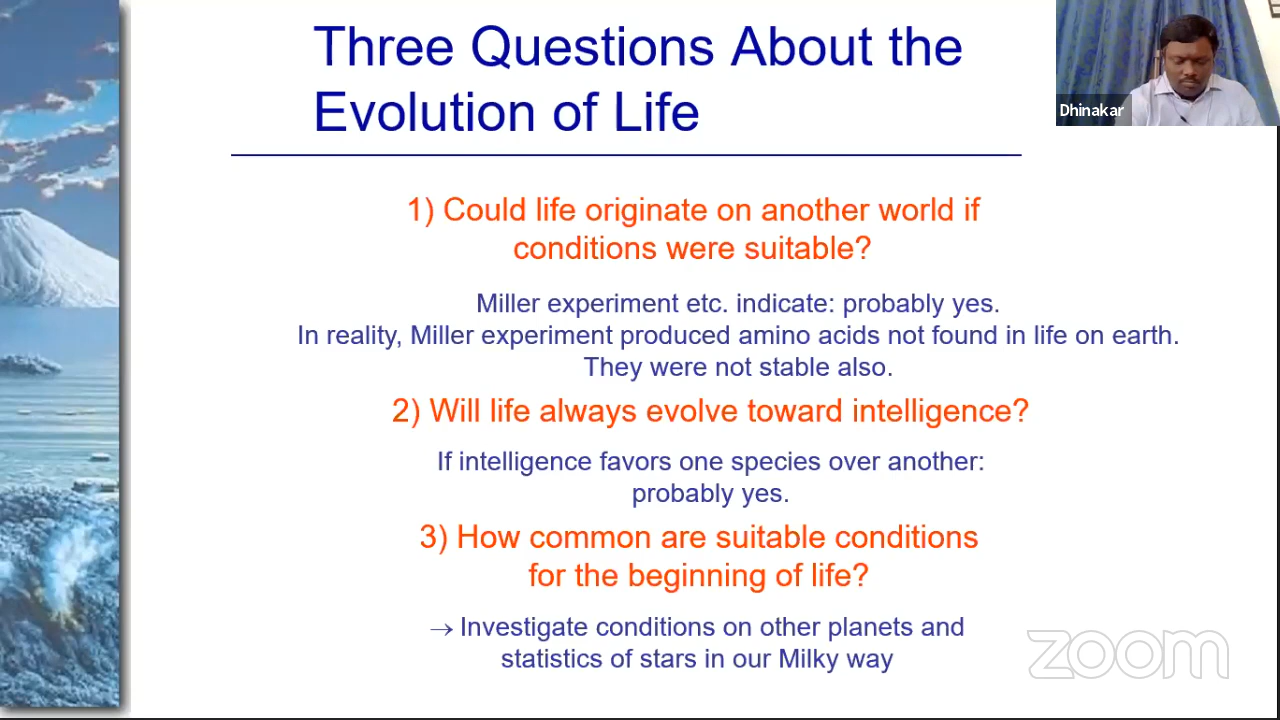 Three Questions About the
Evolution of Life
Dhinakar
1) Could life originate on another world if
conditions were suitable?
Miller experiment etc. indicate: probably yes.
In reality, Miller experiment produced amino acids not found in life on earth.
They were not stable also.
2) Will life always evolve toward intelligence?
If intelligence favors one species over another:
probably yes.
3) How common are suitable conditions
for the beginning of life?
→ Investigate conditions on other planets and
statistics of stars in our Milky way
zoom